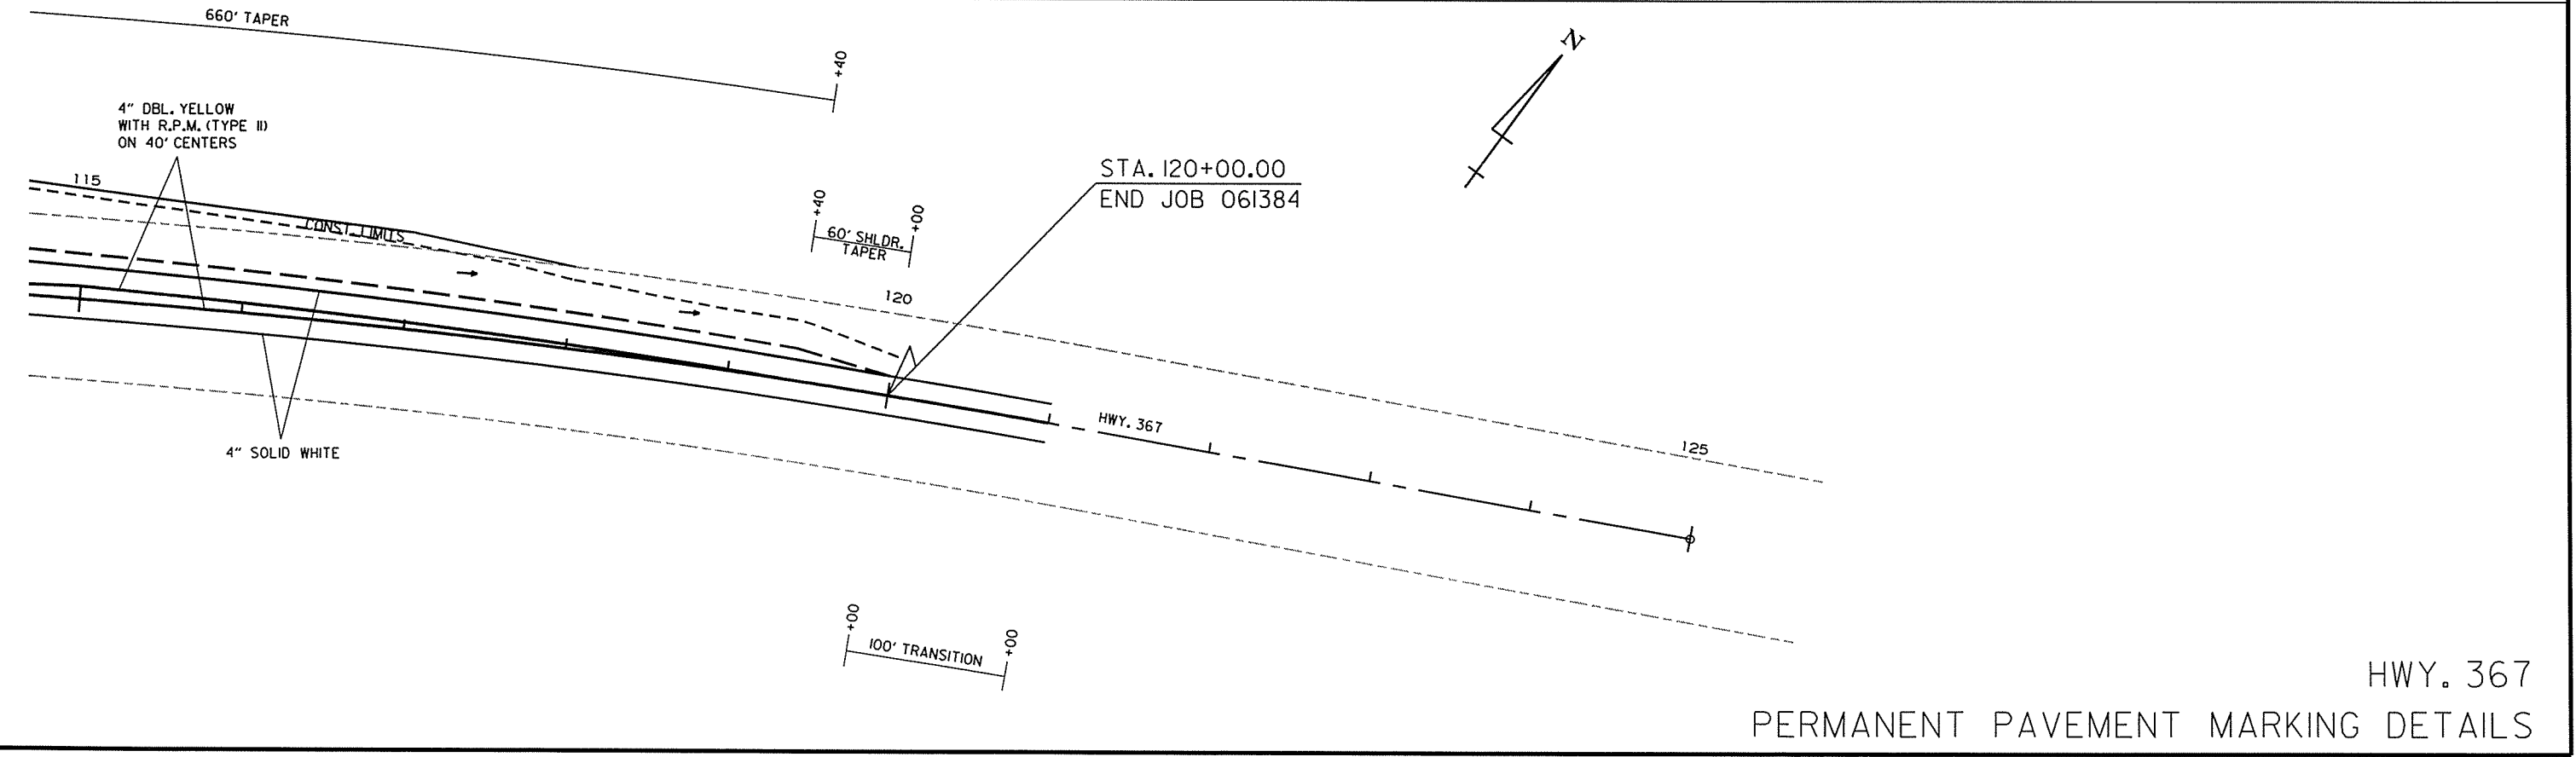 660' TAPER
+40
N
4" DBL. YELLOW
WITH R.P.M. (TYPE II)
ON 40' CENTERS
STA. 120+00.00
END JOB 061384
115
CONST. LIMITS
+40
60' SHLDR.
TAPER
+00
120
HWY. 367
125
4" SOLID WHITE
+00
100' TRANSITION
+00
HWY. 367
PERMANENT PAVEMENT MARKING DETAILS